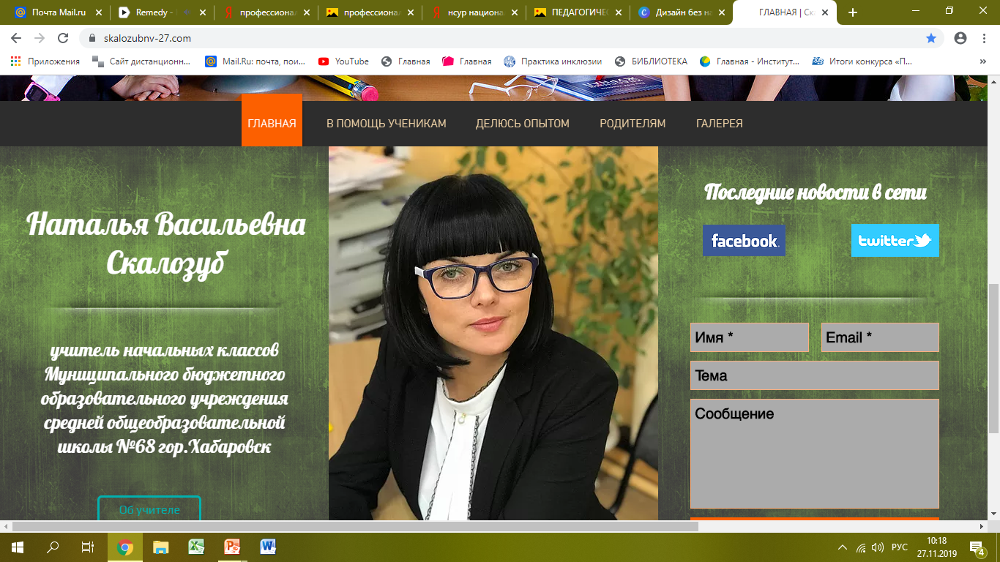 Почта Mail.ru
Remedy -
профессионал
профессионал
нсур национа
ПЕДАГОГИЧЕС
Дизайн без на
ГЛАВНАЯ | Ск
skalozubnv-27.com
Приложения
Сайт дистанционн...
Mail.Ru: почта, пои...
YouTube
Главная
Главная
Практика инклюзии
БИБЛИОТЕКА
Главная - Институт...
Итоги конкурса «П...
ГЛАВНАЯ
В ПОМОЩЬ УЧЕНИКАМ
ДЕЛЮСЬ ОПЫТОМ
РОДИТЕЛЯМ
ГАЛЕРЕЯ
Наталья Васильевна
Скалозуб
учитель начальных классов
Муниципального бюджетного
образовательного учреждения
средней общеобразовательной
школы №68 гор.Хабаровск
Об учителе
Последние новости в сети
facebook.
twitter
Имя *
Email *
Тема
Сообщение
РУС
10:18
27.11.2019
4